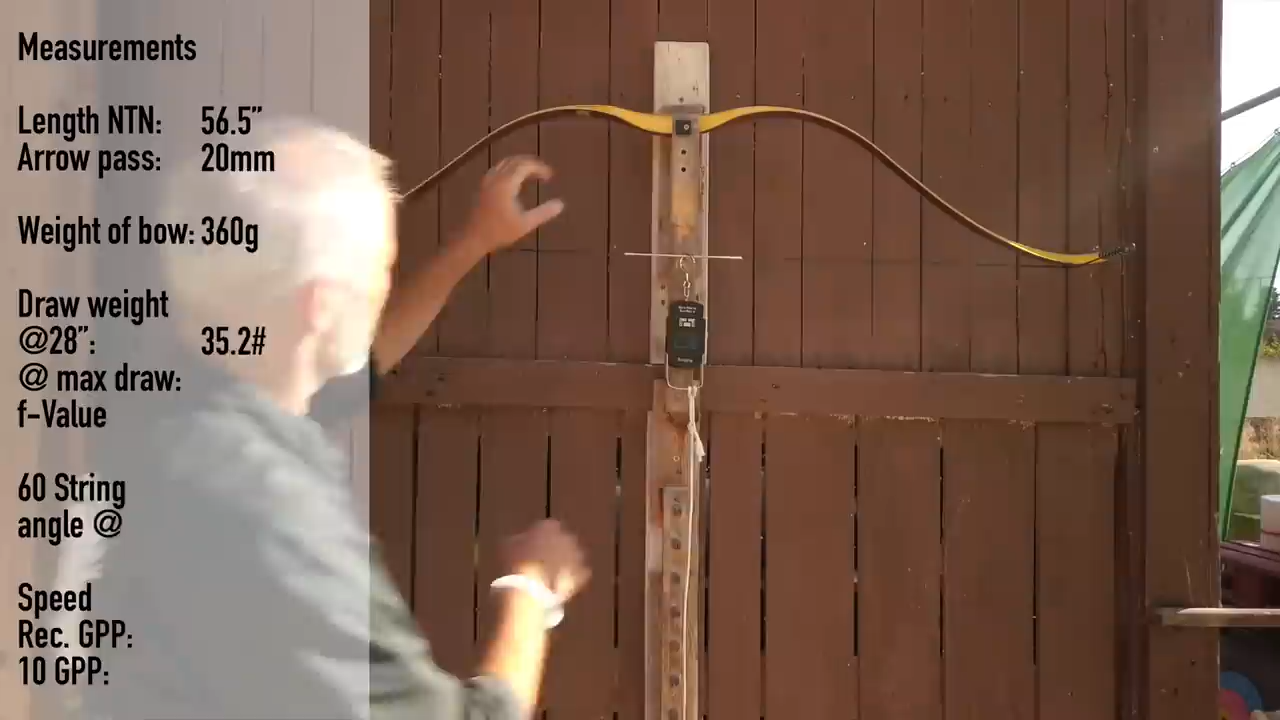 Measurements
Length NTN: 56.5”
Arrow pass: 20mm
Weight of bow: 360g
Draw weight
@28”: 35.2#
@ max draw:
f-Value
60 String
angle @
Speed
Rec. GPP:
10 GPP: